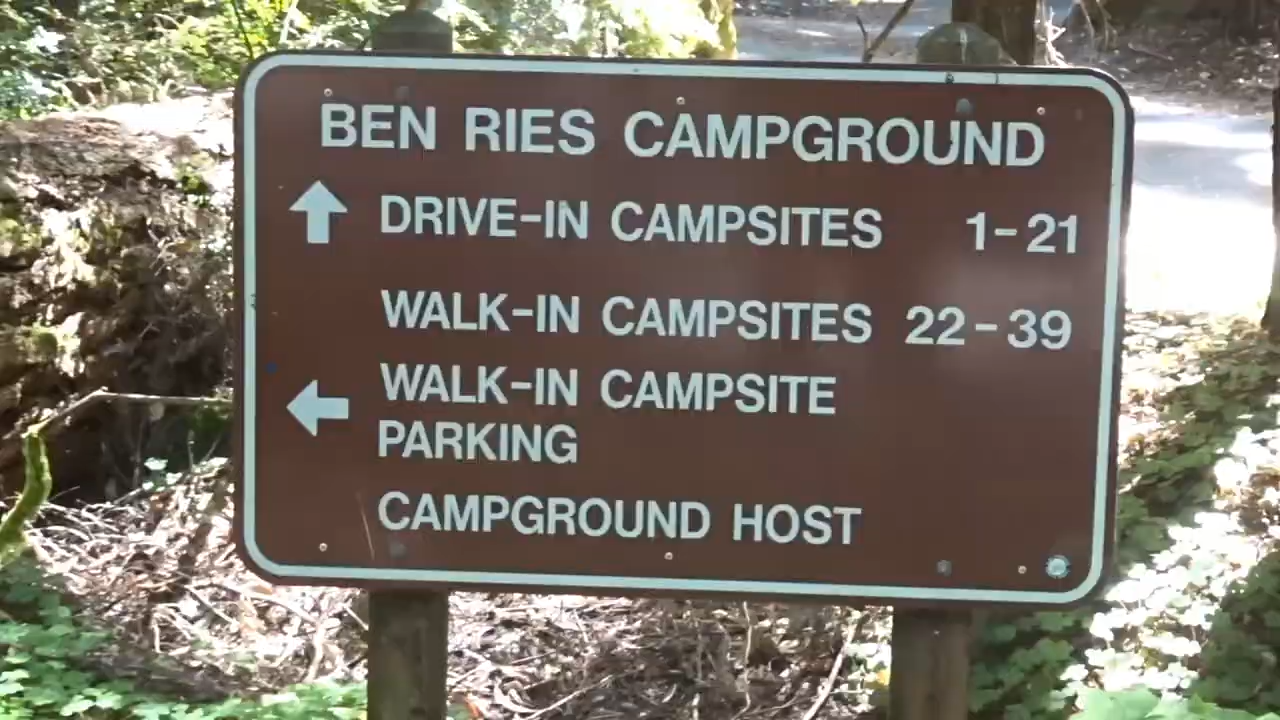 BEN RIES CAMPGROUND
DRIVE-IN CAMPSITES 1-21
WALK-IN CAMPSITES 22-39
WALK-IN CAMPSITE
PARKING
CAMPGROUND HOST